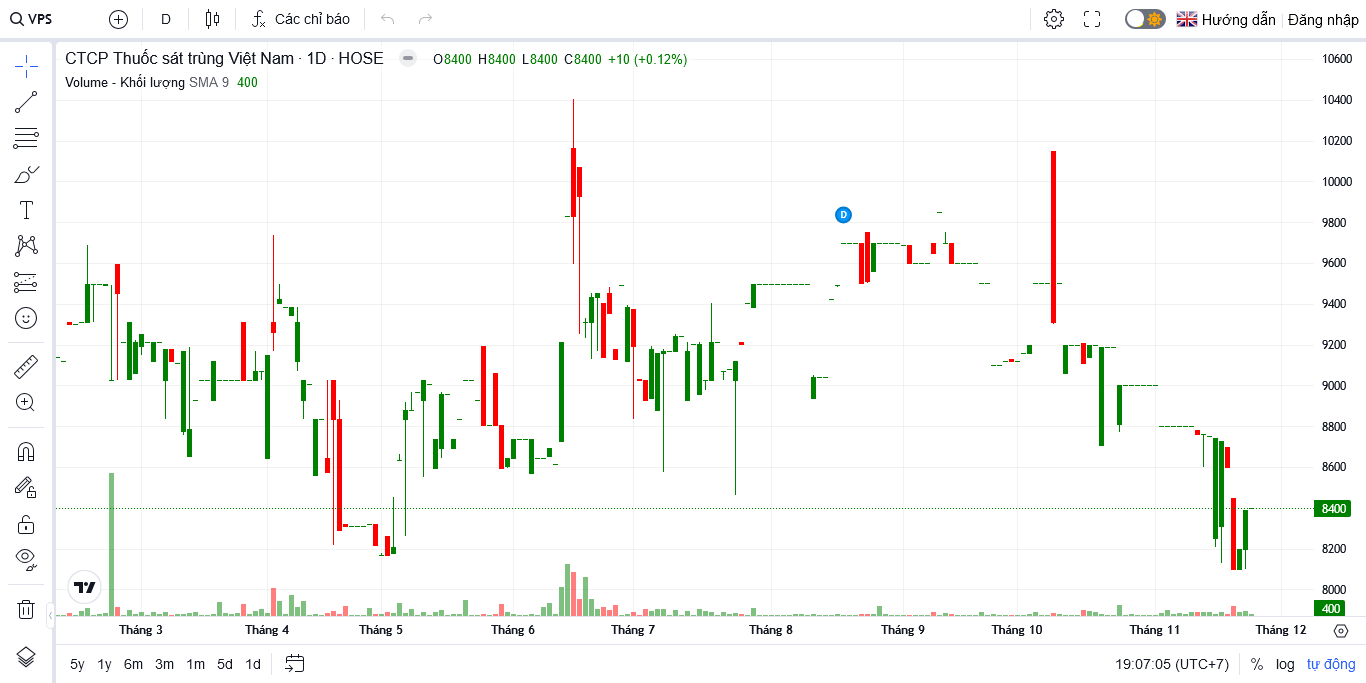 VPS D Các chỉ báo Hướng dẫn Đăng nhập
CTCP Thuốc sát trùng Việt Nam · 1D · HOSE O8400 H8400 L8400 C8400 +10 (+0.12%)
Volume - Khối lượng SMA 9 400
10600
10400
10200
10000
9800
D
9600
9400
9200
9000
8800
8600
8400
8200
8000
400
Tháng 3 Tháng 4 Tháng 5 Tháng 6 Tháng 7 Tháng 8 Tháng 9 Tháng 10 Tháng 11 Tháng 12
5y 1y 6m 3m 1m 5d 1d 19:07:05 (UTC+7) % log tự động